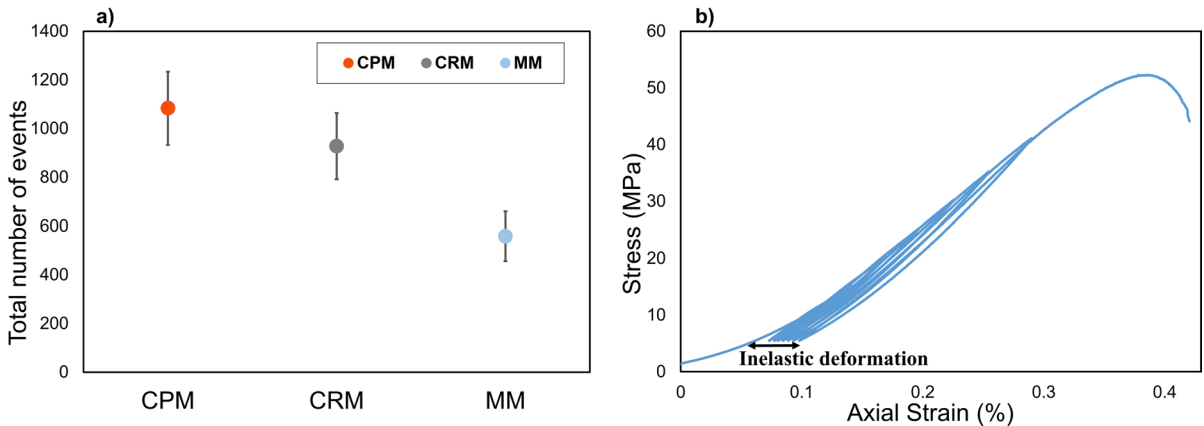 a)
1400
1200
1000
800
600
400
200
0
Total number of events
CPM CRM MM
CPM
CRM
MM
b)
60
50
40
30
20
10
0
Stress (MPa)
Inelastic deformation
0
0.1
0.2
0.3
0.4
Axial Strain (%)